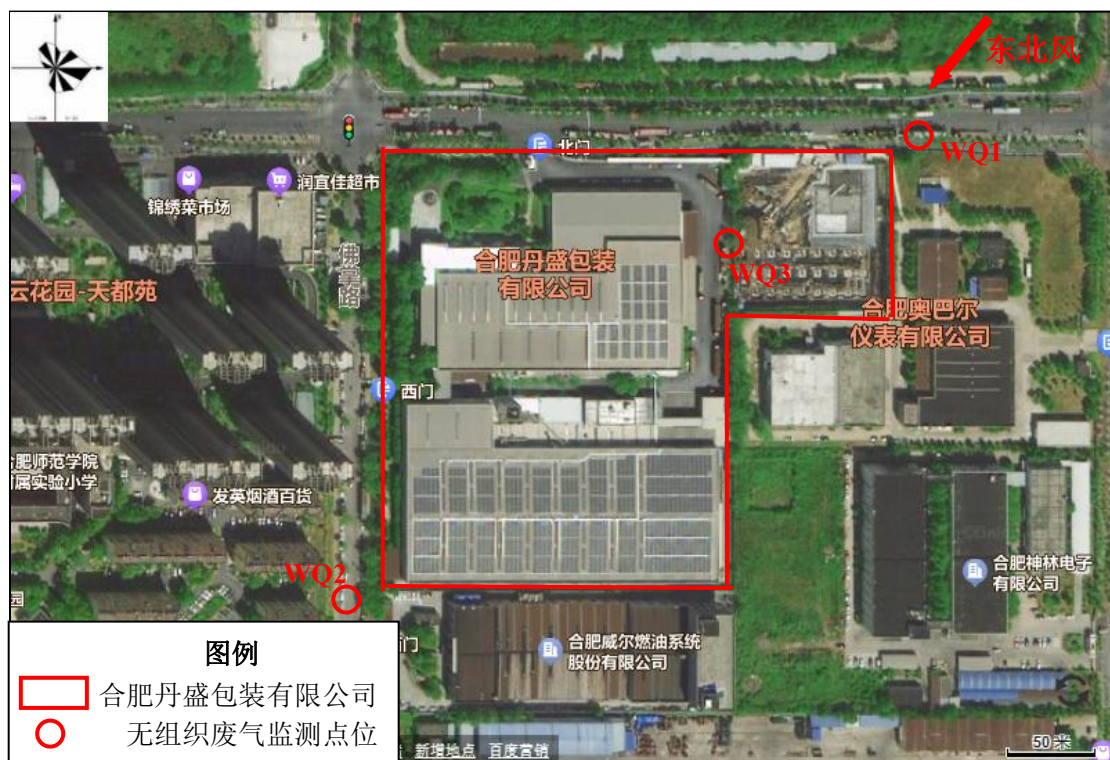 东北风
WQ1
北门
润宜佳超市
锦绣菜市场
佛掌路
合肥丹盛包装
有限公司
WQ3
云花园-天都苑
合肥奥巴尔
仪表有限公司
西门
合肥师范学院
附属实验小学
发英烟酒百货
WQ2
合肥神林电子
有限公司
园
门
合肥威尔燃油系统
股份有限公司
图例
合肥丹盛包装有限公司
无组织废气监测点位
新增地点 百度营销
50米